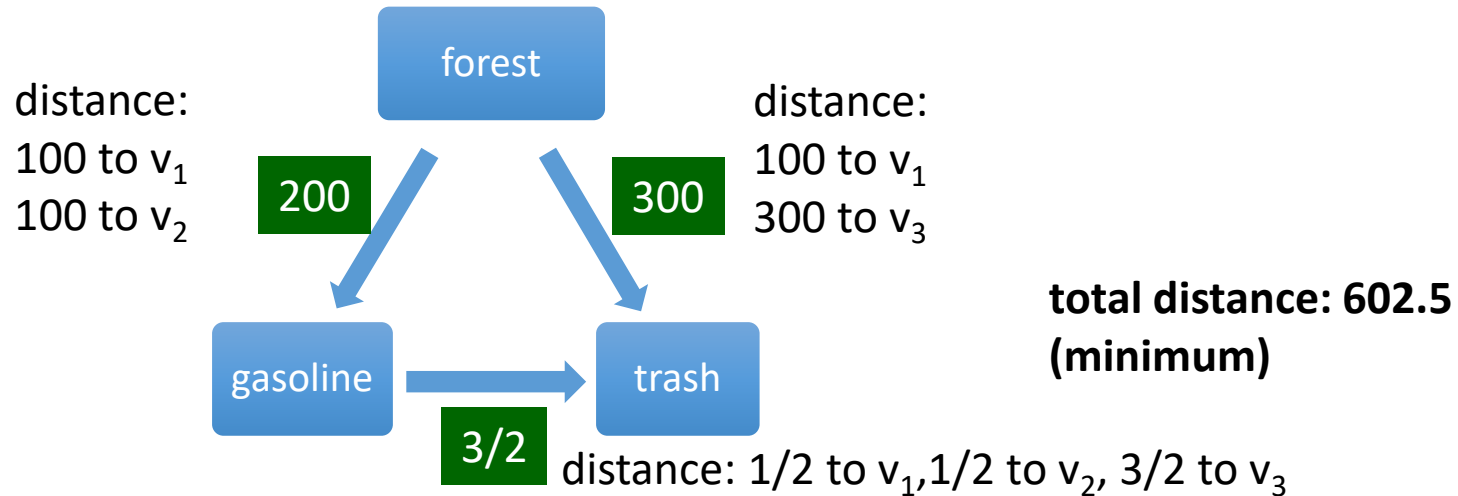 forest
distance:
100 to v₁
100 to v₂
200
300
distance:
100 to v₁
300 to v₃
total distance: 602.5
(minimum)
gasoline
trash
3/2
distance: 1/2 to v₁,1/2 to v₂, 3/2 to v₃